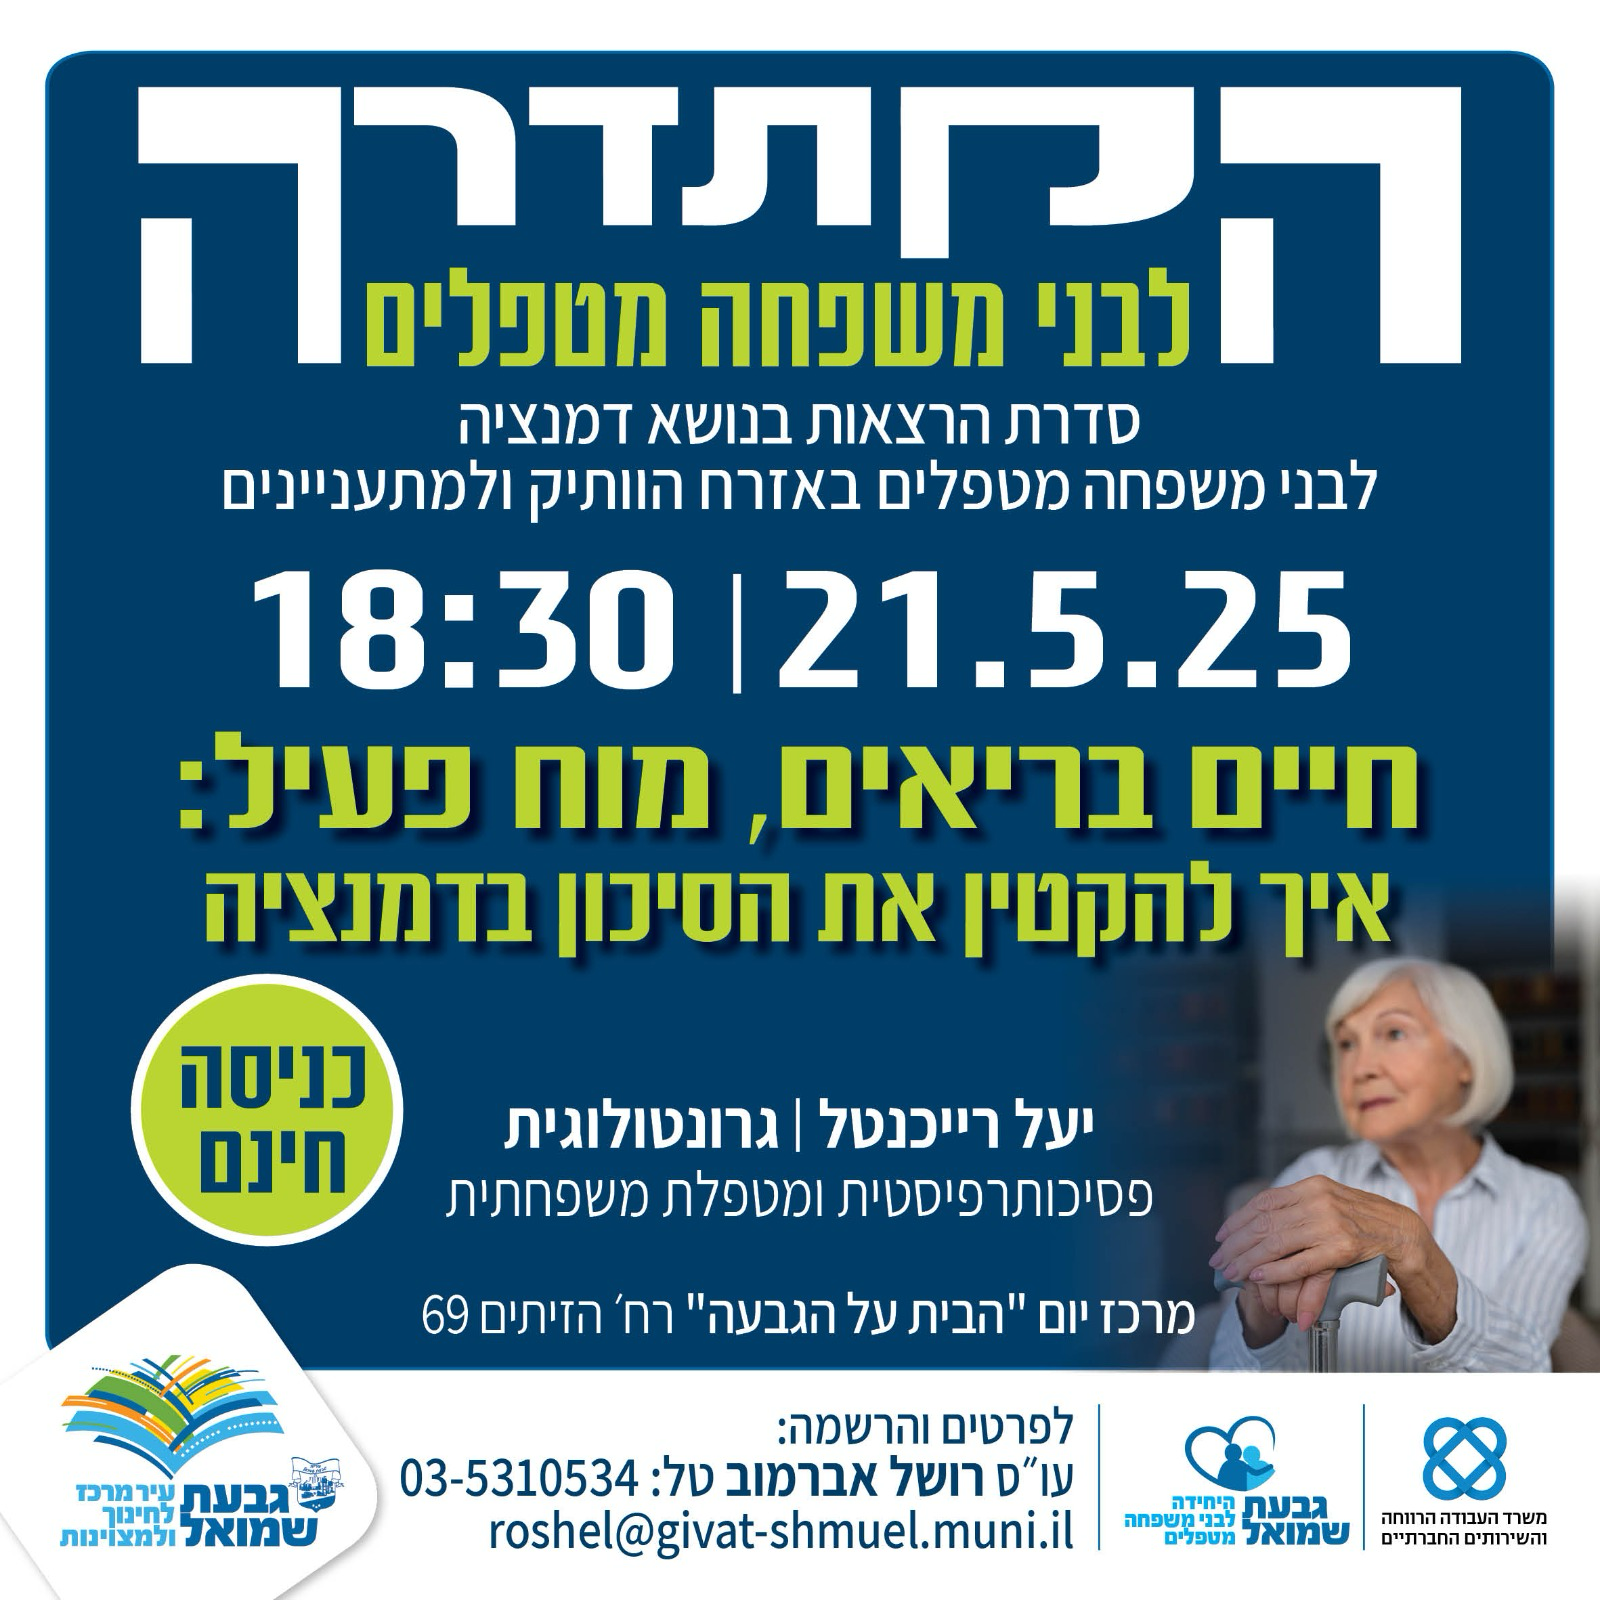 הקתדרה
לבני משפחה מטפלים
סדרת הרצאות בנושא דמנציה
לבני משפחה מטפלים באזרח הוותיק ולמתעניינים
21.5.25 | 18:30
חיים בריאים, מוח פעיל:
איך להקטין את הסיכון בדמנציה
כניסה
חינם
יעל רייכנטל | גרונטולוגית
פסיכותרפיסטית ומטפלת משפחתית
מרכז יום "הבית על הגבעה" רח׳ הזיתים 69
לפרטים והרשמה:
עו״ס רושל אברמוב טל: 03-5310534
roshel@givat-shmuel.muni.il
משרד העבודה הרווחה
והשירותים החברתיים
גבעת
שמואל
היחידה
לבני משפחה
מטפלים
גבעת
שמואל
עיר מרכז
לחינוך
ולמצוינות